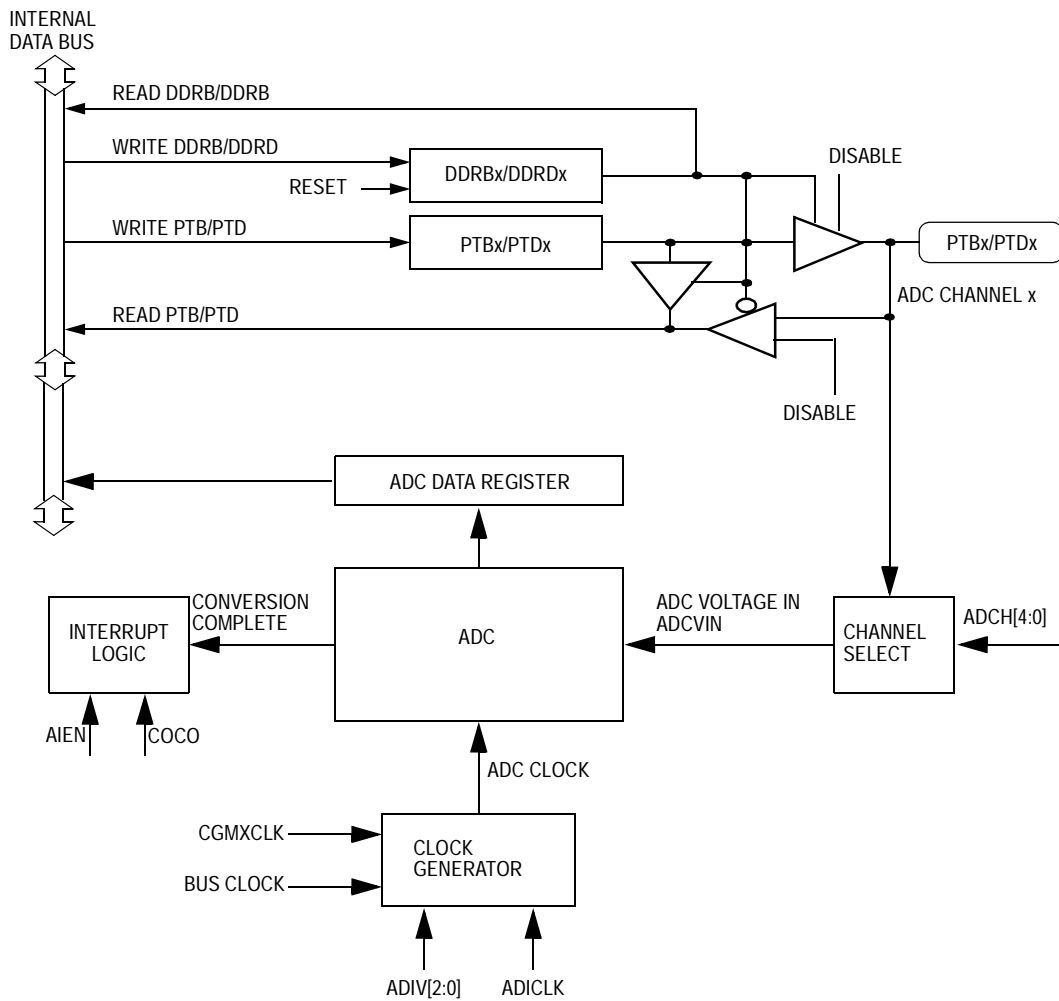 INTERNAL
DATA BUS
READ DDRB/DDRB
WRITE DDRB/DDRD
DISABLE
RESET
DDRBx/DDRDx
WRITE PTB/PTD
PTBx/PTDx
PTBx/PTDx
ADC CHANNEL x
READ PTB/PTD
DISABLE
ADC DATA REGISTER
INTERRUPT
LOGIC
CONVERSION
COMPLETE
ADC
ADC VOLTAGE IN
ADCVIN
CHANNEL
SELECT
ADCH[4:0]
AIEN
COCO
ADC CLOCK
CGMXCLK
CLOCK
GENERATOR
BUS CLOCK
ADIV[2:0]
ADICLK